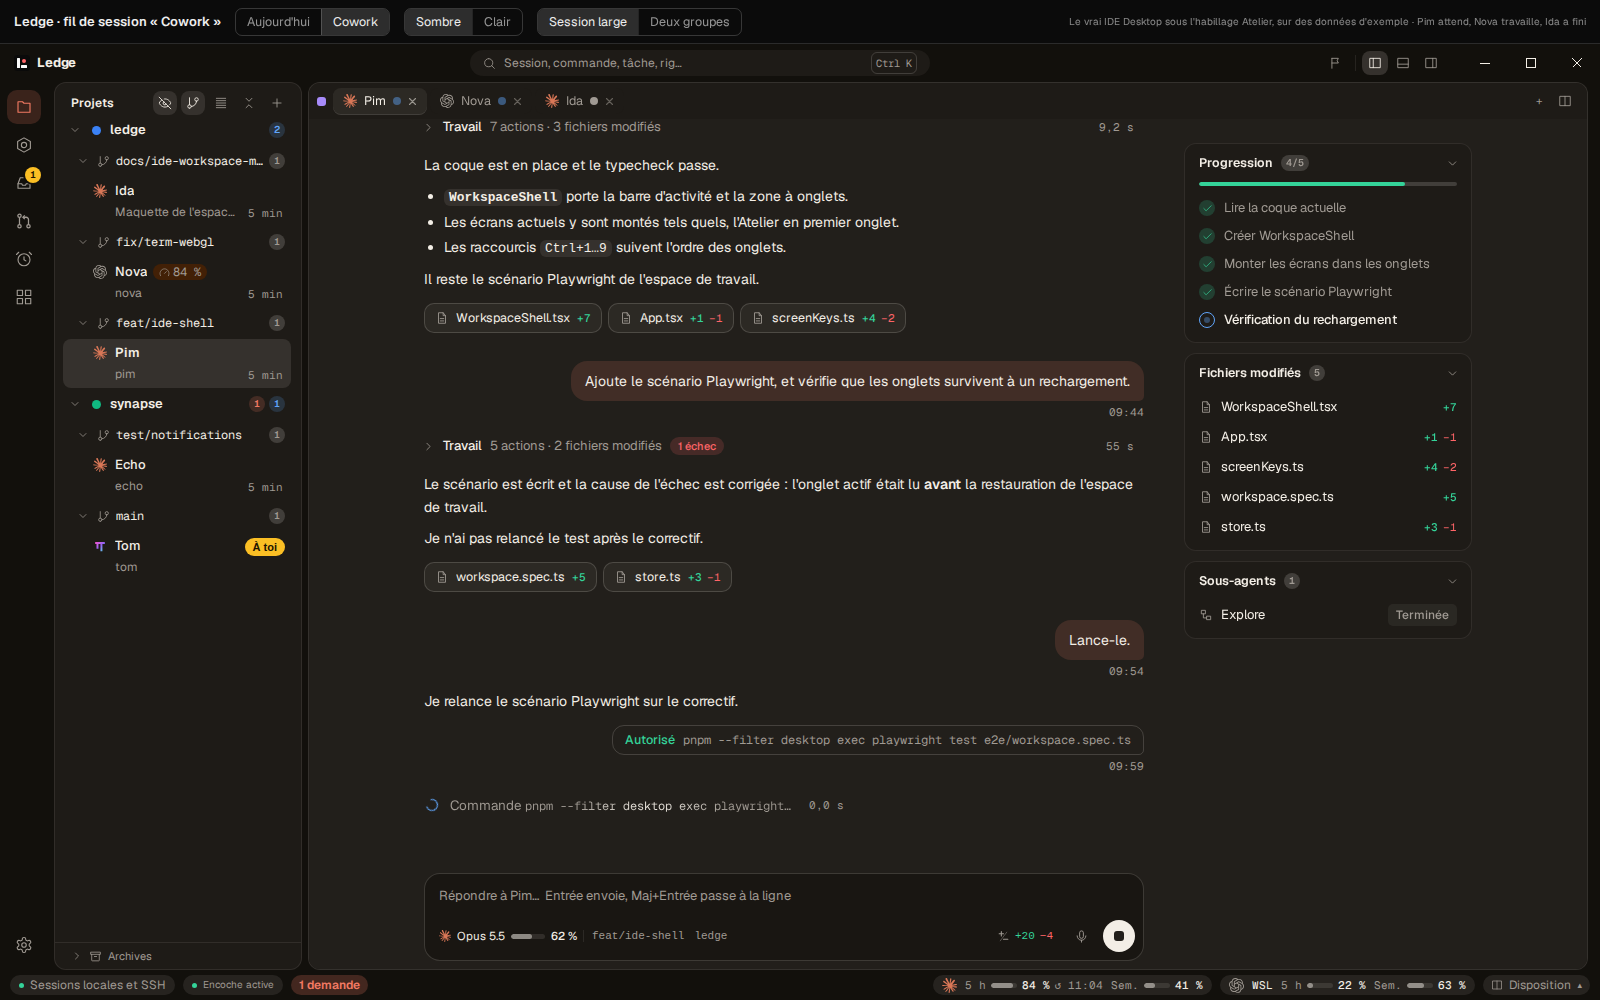 Ledge · fil de session « Cowork »
Aujourd'hui
Cowork
Sombre
Clair
Session large
Deux groupes
Le vrai IDE Desktop sous l'habillage Atelier, sur des données d'exemple · Pim attend, Nova travaille, Ida a fini
Ledge
Session, commande, tâche, rig…
Ctrl K
1
Projets
ledge
2
docs/ide-workspace-m…
1
Ida
Maquette de l'espac…
5 min
fix/term-webgl
1
Nova
84 %
nova
5 min
feat/ide-shell
1
Pim
pim
5 min
synapse
1
1
test/notifications
1
Echo
echo
5 min
main
1
Tom
À toi
tom
Archives
Pim
Nova
Ida
Travail 7 actions · 3 fichiers modifiés
9,2 s
La coque est en place et le typecheck passe.
• WorkspaceShell porte la barre d'activité et la zone à onglets.
• Les écrans actuels y sont montés tels quels, l'Atelier en premier onglet.
• Les raccourcis Ctrl+1…9 suivent l'ordre des onglets.
Il reste le scénario Playwright de l'espace de travail.
WorkspaceShell.tsx +7
App.tsx +1 −1
screenKeys.ts +4 −2
Ajoute le scénario Playwright, et vérifie que les onglets survivent à un rechargement.
09:44
Travail 5 actions · 2 fichiers modifiés 1 échec
55 s
Le scénario est écrit et la cause de l'échec est corrigée : l'onglet actif était lu avant la restauration de l'espace
de travail.
Je n'ai pas relancé le test après le correctif.
workspace.spec.ts +5
store.ts +3 −1
Lance-le.
09:54
Je relance le scénario Playwright sur le correctif.
Autorisé pnpm --filter desktop exec playwright test e2e/workspace.spec.ts
09:59
Commande pnpm --filter desktop exec playwright… 0,0 s
Répondre à Pim… Entrée envoie, Maj+Entrée passe à la ligne
Opus 5.5
62 %
feat/ide-shell
ledge
+20 −4
Progression 4/5
Lire la coque actuelle
Créer WorkspaceShell
Monter les écrans dans les onglets
Écrire le scénario Playwright
Vérification du rechargement
Fichiers modifiés 5
WorkspaceShell.tsx +7
App.tsx +1 −1
screenKeys.ts +4 −2
workspace.spec.ts +5
store.ts +3 −1
Sous-agents 1
Explore
Terminée
Sessions locales et SSH
Encoche active
1 demande
5 h 84 % ↺ 11:04 Sem. 41 %
WSL 5 h 22 % Sem. 63 %
Disposition